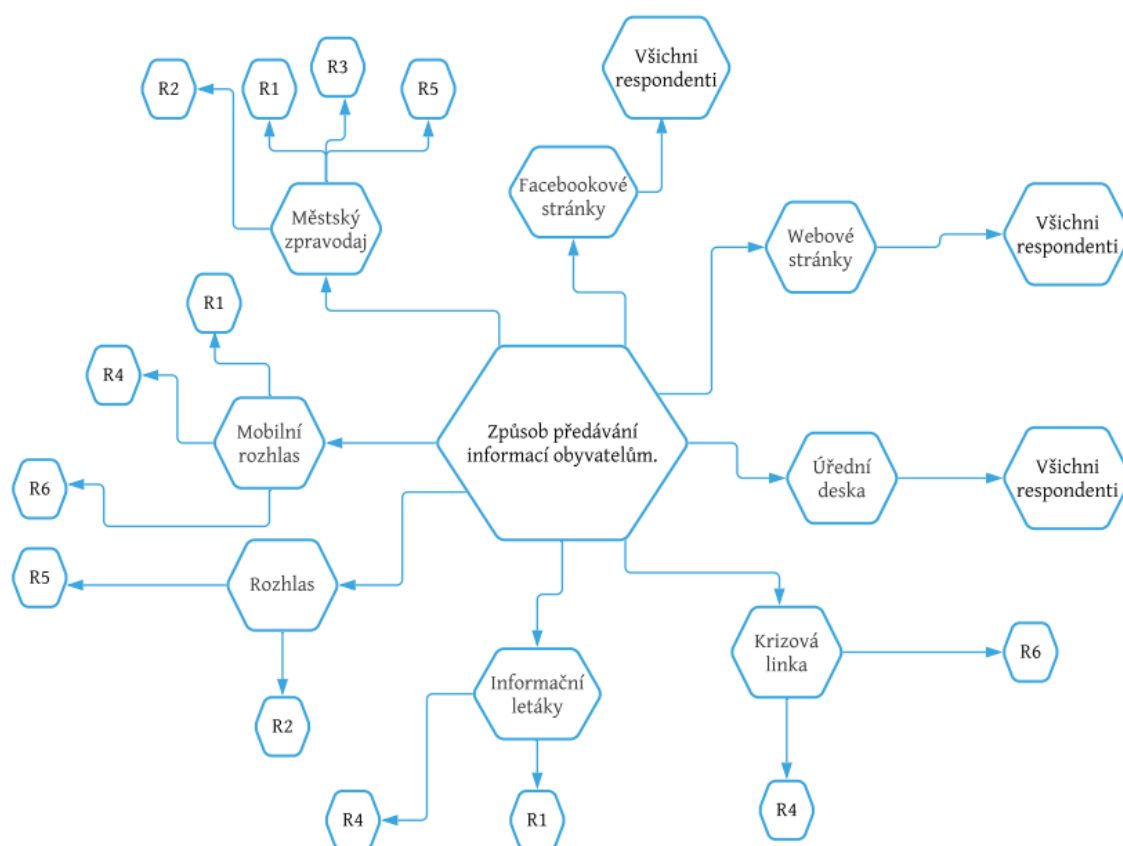 Všichni
respondenti
R3
R2
R1
R5
Facebookové
stránky
Městský
zpravodaj
Webové
stránky
Všichni
respondenti
R1
R4
Mobilní
rozhlas
Způsob předávání
informací obyvatelům.
Úřední
deska
Všichni
respondenti
R6
R5
Rozhlas
Krizová
linka
R6
Informační
letáky
R2
R4
R1
R4